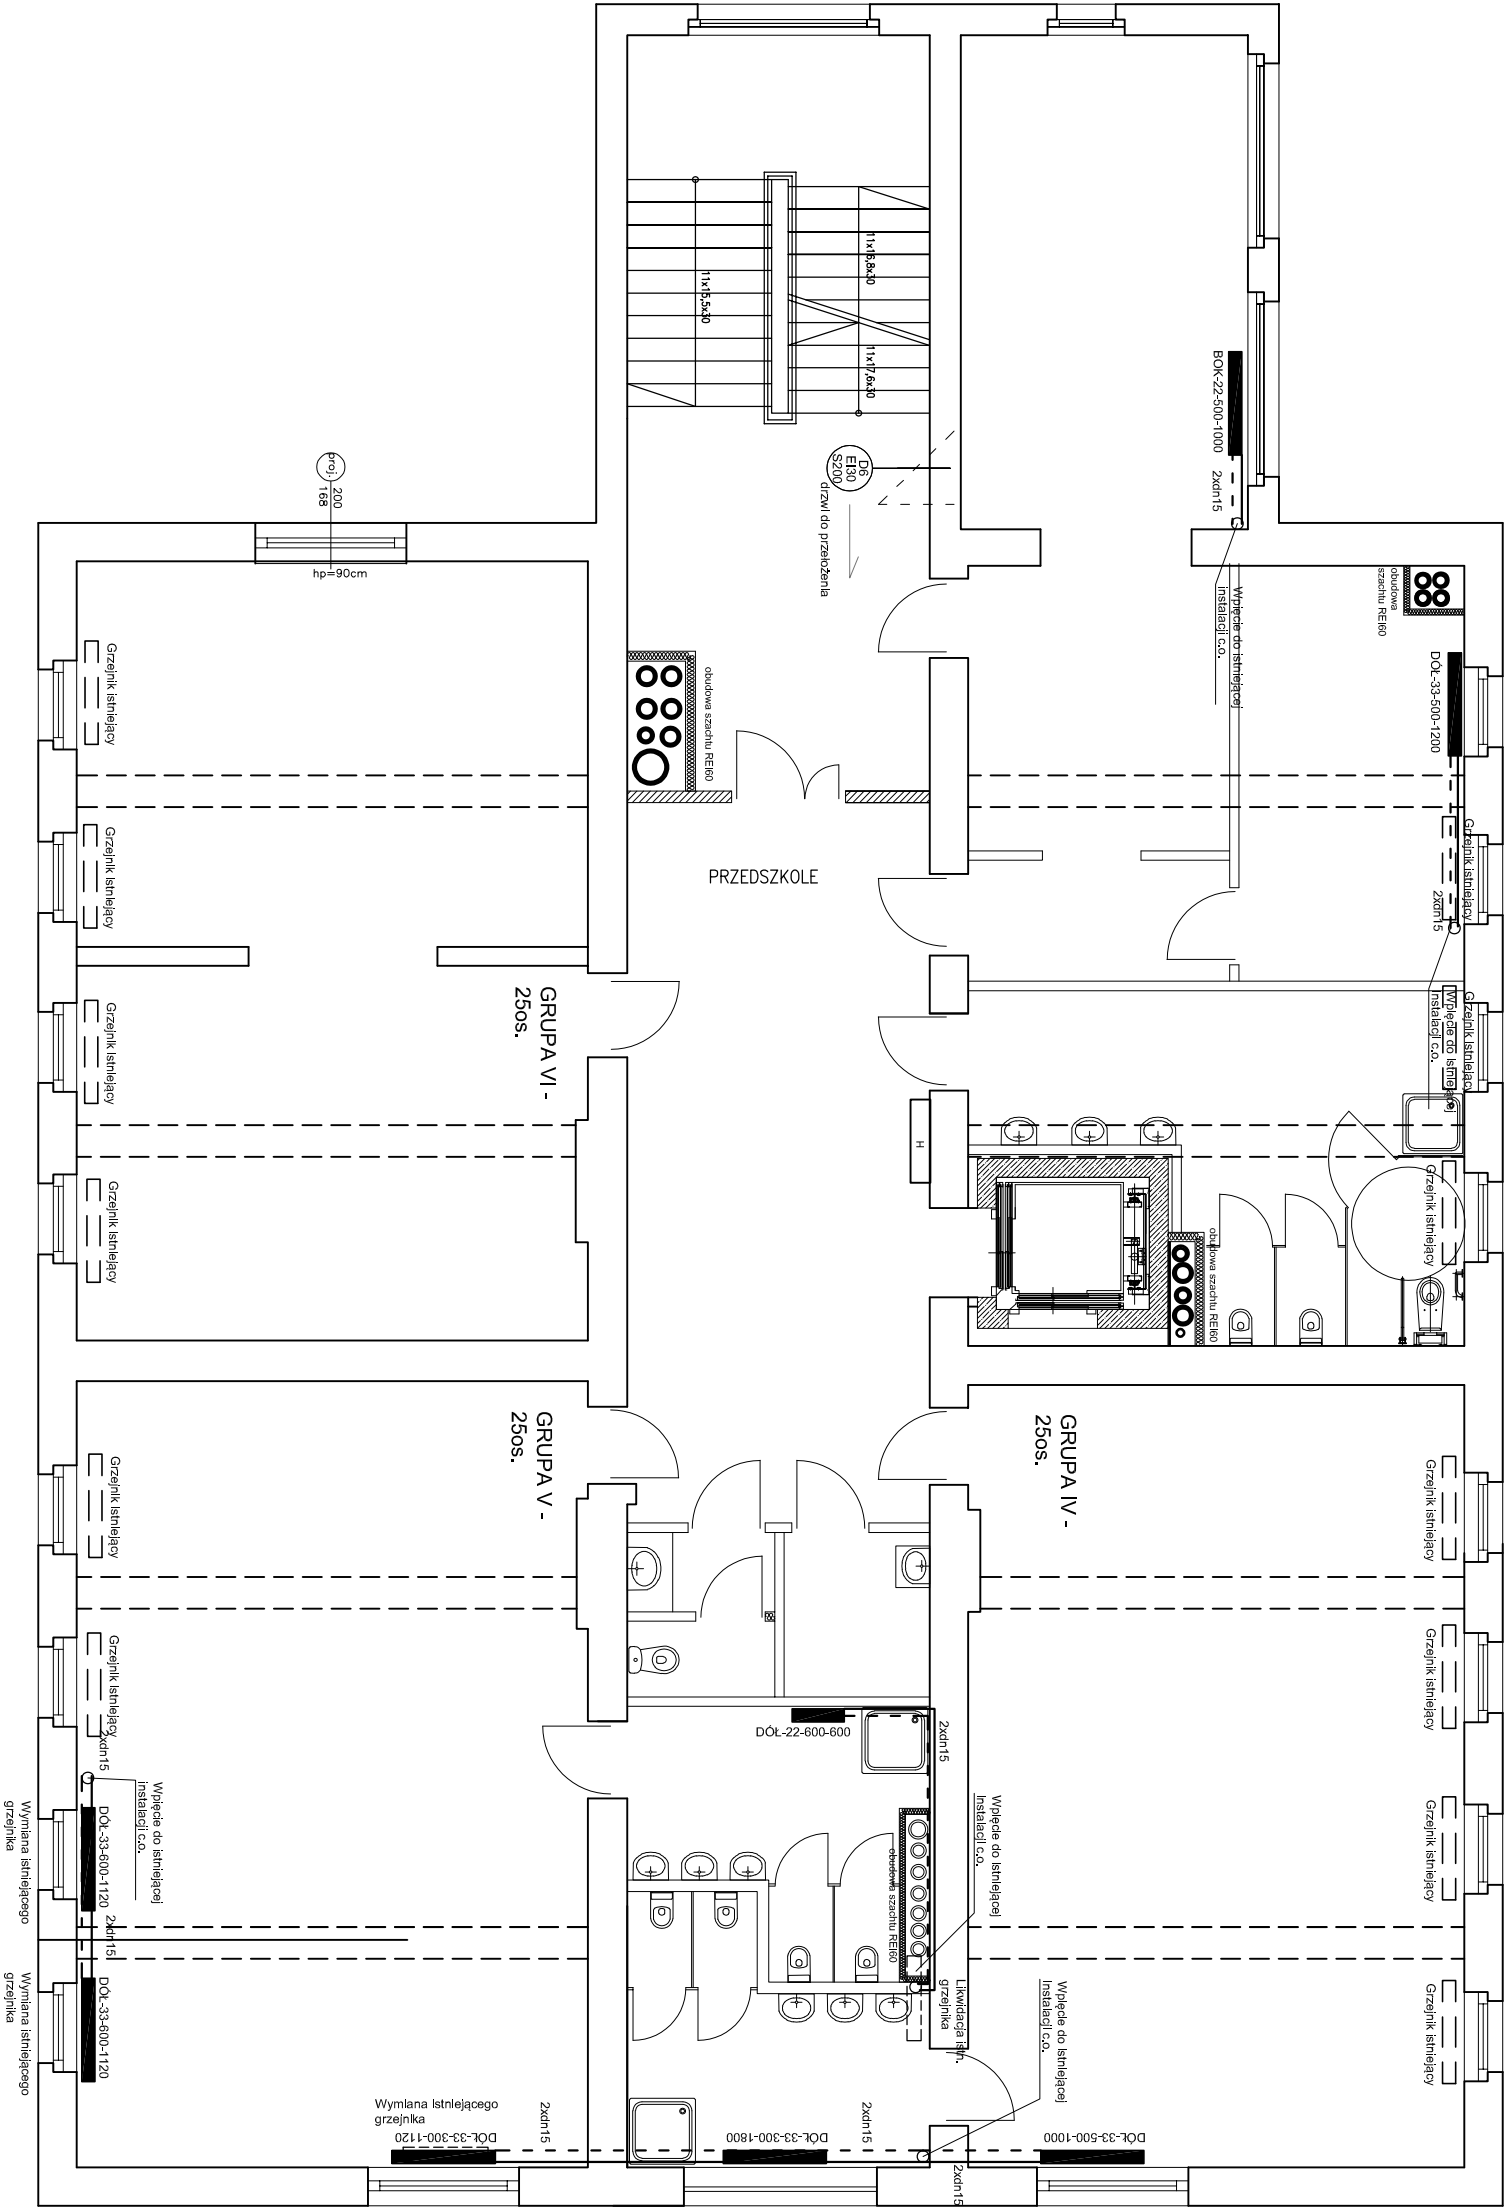 11x16,8x30
11x15,5x30
11x17,6x30
BOK-22-500-1000
2xdn15
Wpięcie do istniejącej
instalacji c.o.
D6
EI30
S200
drzwi do przełożenia
proj.
200
168
hp=90cm
obudowa
szachtu REI60
DÓŁ-33-500-1200
Grzejnik istniejący
2xdn15
Grzejnik istniejący
Wpięcie do istniejącej
instalacji c.o.
Grzejnik istniejący
obudowa szachtu REI60
PRZEDSZKOLE
Grzejnik istniejący
Grzejnik istniejący
Grzejnik istniejący
Grzejnik istniejący
GRUPA VI -
25os.
H
obudowa szachtu REI60
GRUPA V -
25os.
GRUPA IV -
25os.
Grzejnik istniejący
Grzejnik istniejący
Grzejnik istniejący
Grzejnik istniejący
Grzejnik istniejący
Grzejnik istniejący
2xdn15
Wpięcie do istniejącej
instalacji c.o.
DÓŁ-33-600-1120
Wymiana istniejącego
grzejnika
2xdn15
DÓŁ-33-600-1120
Wymiana istniejącego
grzejnika
DÓŁ-22-600-600
2xdn15
obudowa szachtu REI60
Wpięcie do istniejącej
instalacji c.o.
Likwidacja istn.
grzejnika
Wpięcie do istniejącej
instalacji c.o.
Wymiana istniejącego
grzejnika
DÓŁ-33-300-1120
2xdn15
DÓŁ-33-300-1800
2xdn15
DÓŁ-33-500-1000
2xdn15